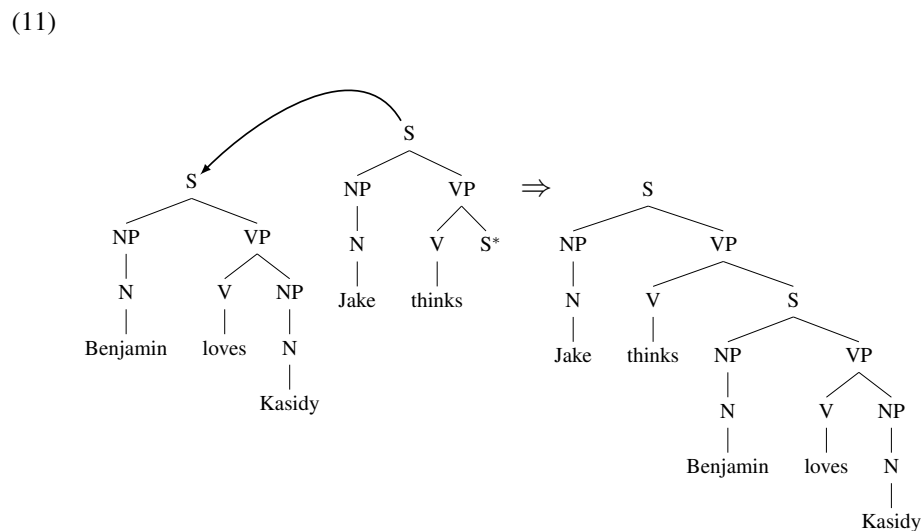 (11)
S
S
NP VP ⇒ S
NP VP N V S* NP VP
N V NP Jake thinks N V S
Benjamin loves N Jake thinks NP VP
Kasidy N V NP
Benjamin loves N
Kasidy